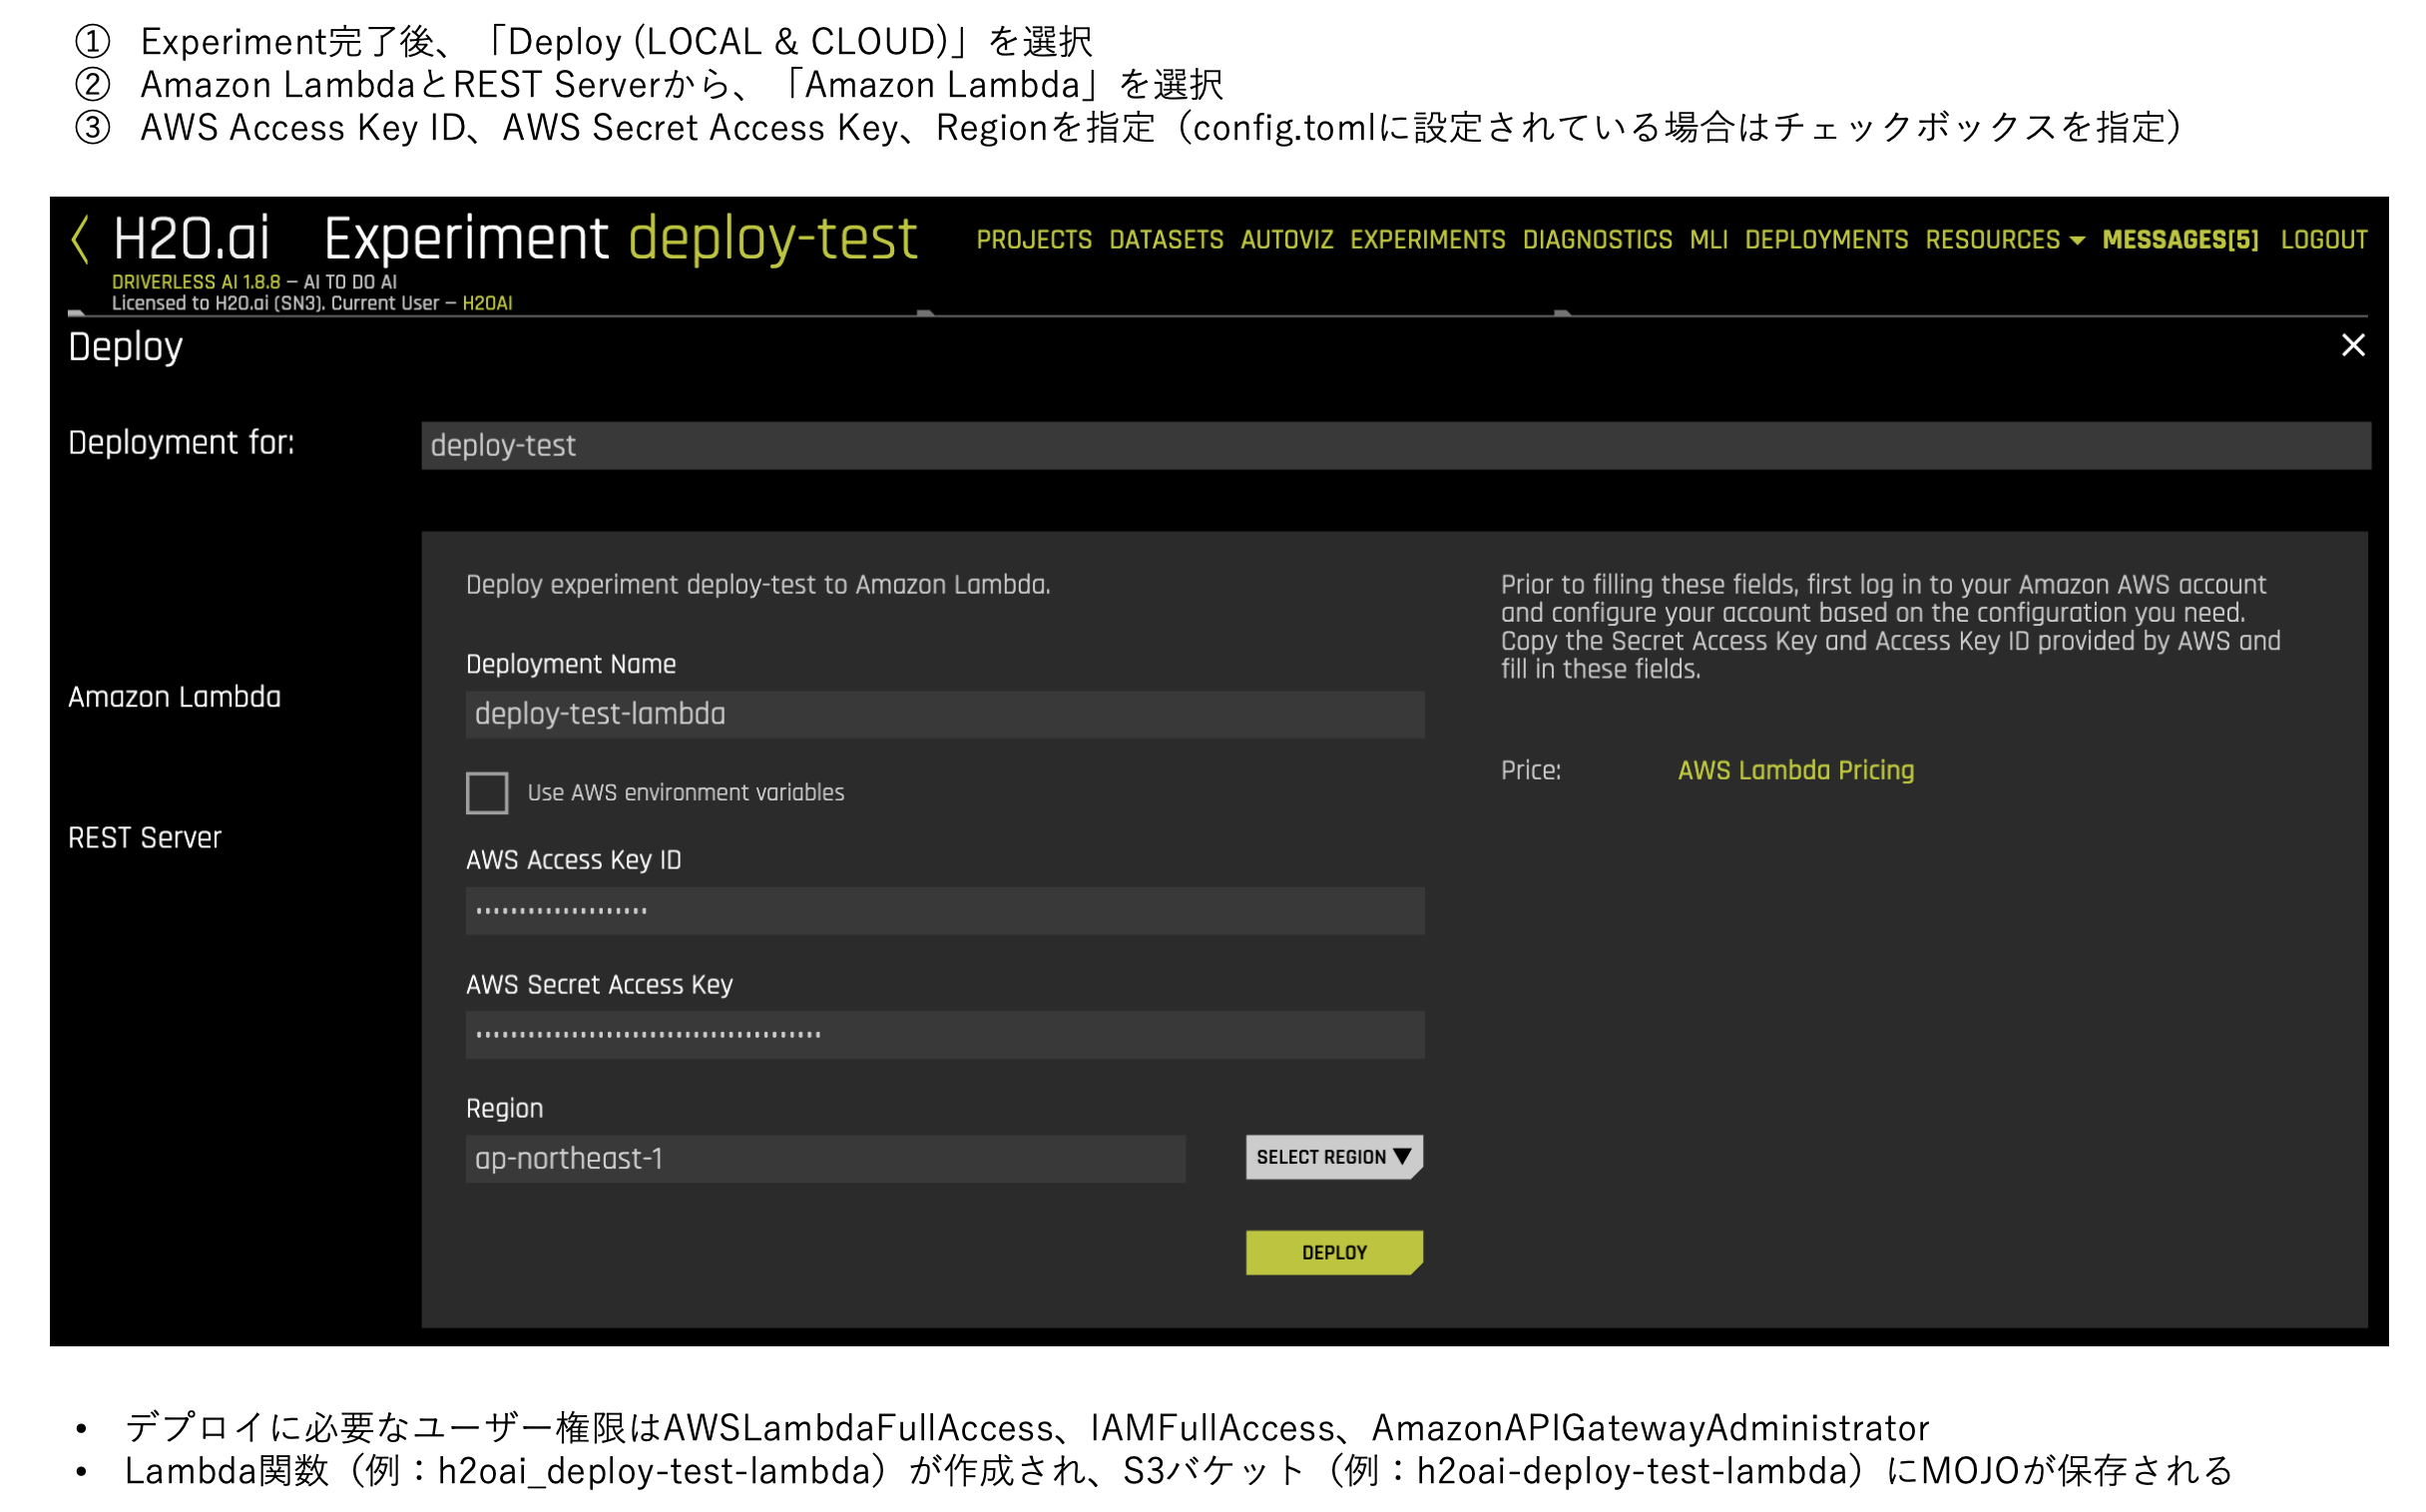 ① Experiment完了後、「Deploy (LOCAL & CLOUD)」を選択
② Amazon LambdaとREST Serverから、「Amazon Lambda」を選択
③ AWS Access Key ID、AWS Secret Access Key、Regionを指定（config.tomlに設定されている場合はチェックボックスを指定）
H2O.ai Experiment deploy-test PROJECTS DATASETS AUTOVIZ EXPERIMENTS DIAGNOSTICS MLI DEPLOYMENTS RESOURCES MESSAGES[5] LOGOUT
DRIVERLESS AI 1.8.8 – AI TO DO AI
Licensed to H2O.ai (SN3). Current User – H2OAI
Deploy
Deployment for: deploy-test
Amazon Lambda
REST Server
Deploy experiment deploy-test to Amazon Lambda.
Deployment Name
deploy-test-lambda
Use AWS environment variables
AWS Access Key ID
AWS Secret Access Key
Region
ap-northeast-1 SELECT REGION
DEPLOY
Prior to filling these fields, first log in to your Amazon AWS account
and configure your account based on the configuration you need.
Copy the Secret Access Key and Access Key ID provided by AWS and
fill in these fields.
Price: AWS Lambda Pricing
• デプロイに必要なユーザー権限はAWSLambdaFullAccess、IAMFullAccess、AmazonAPIGatewayAdministrator
• Lambda関数（例：h2oai_deploy-test-lambda）が作成され、S3バケット（例：h2oai-deploy-test-lambda）にMOJOが保存される